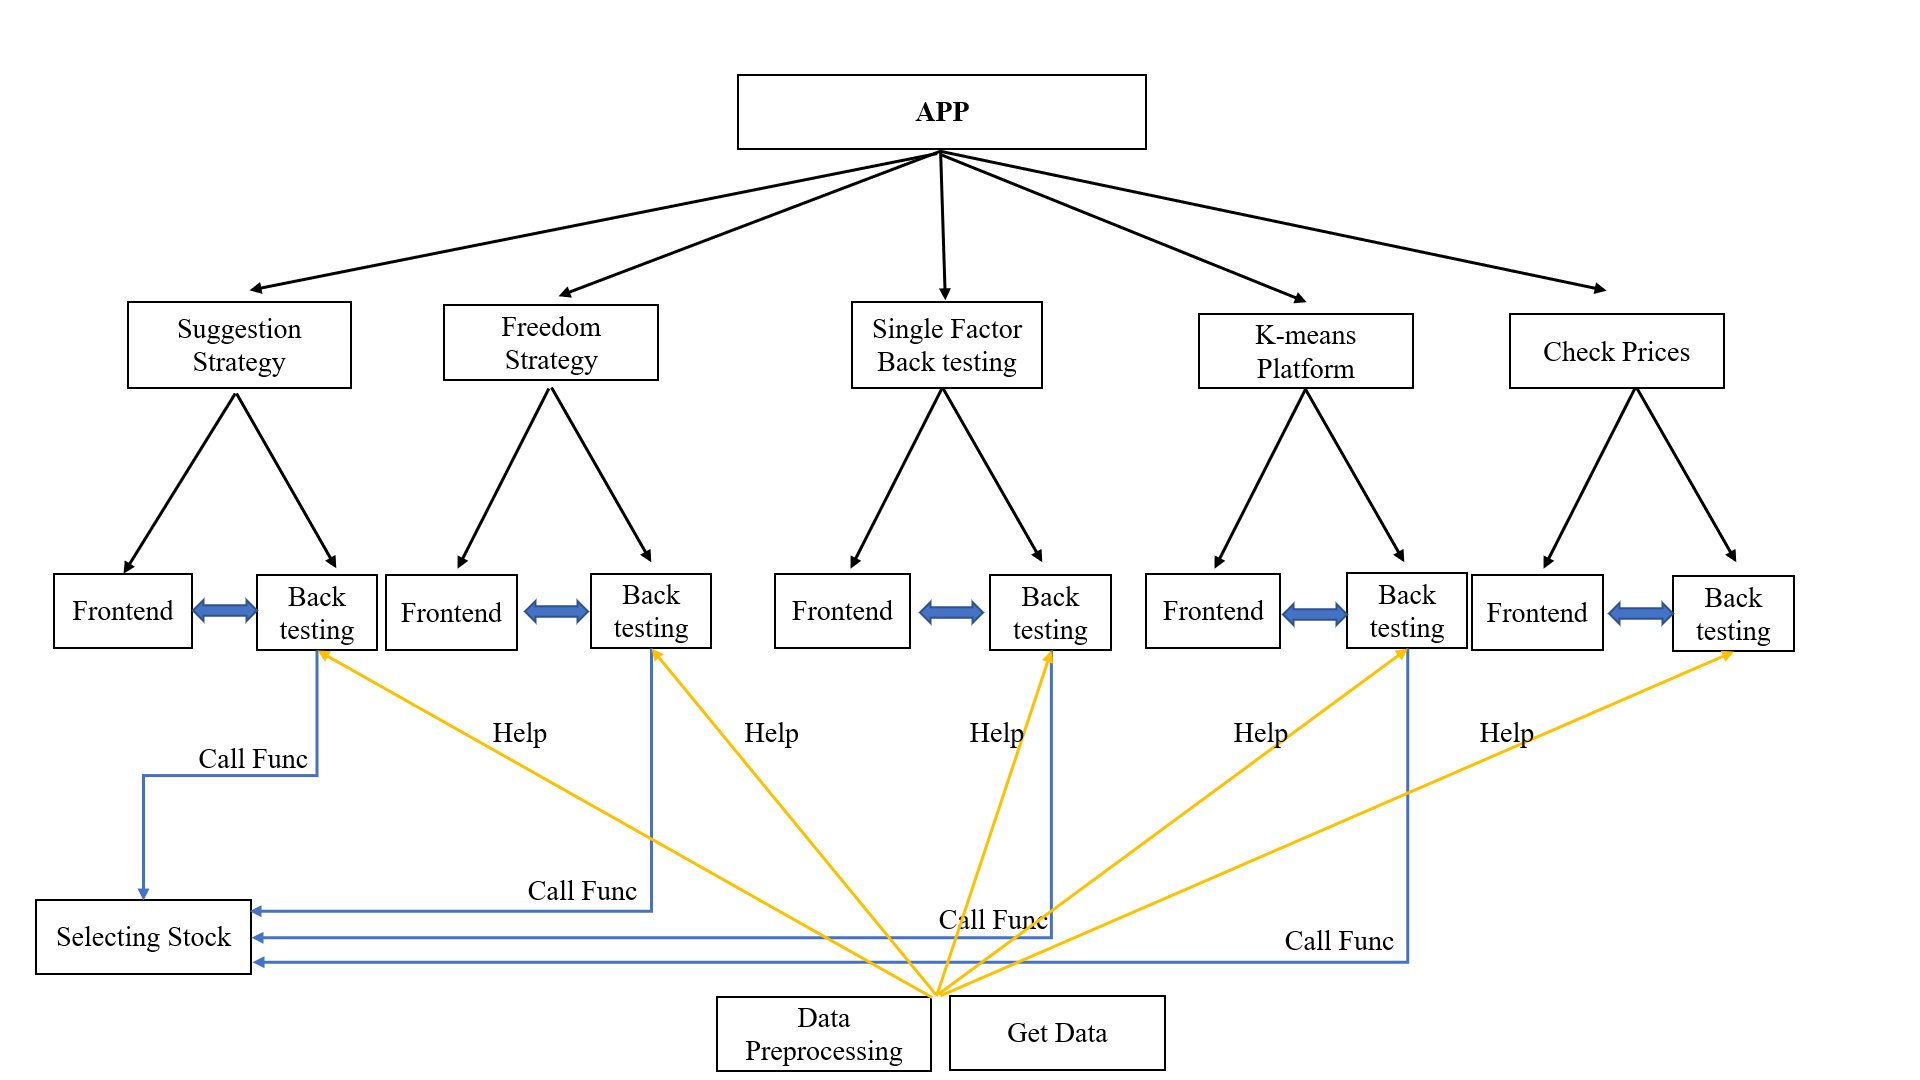 APP
Suggestion
Strategy
Freedom
Strategy
Single Factor
Back testing
K-means
Platform
Check Prices
Frontend
Back
testing
Frontend
Back
testing
Frontend
Back
testing
Frontend
Back
testing
Frontend
Back
testing
Help
Help
Help
Help
Help
Call Func
Call Func
Call Func
Call Func
Selecting Stock
Data
Preprocessing
Get Data